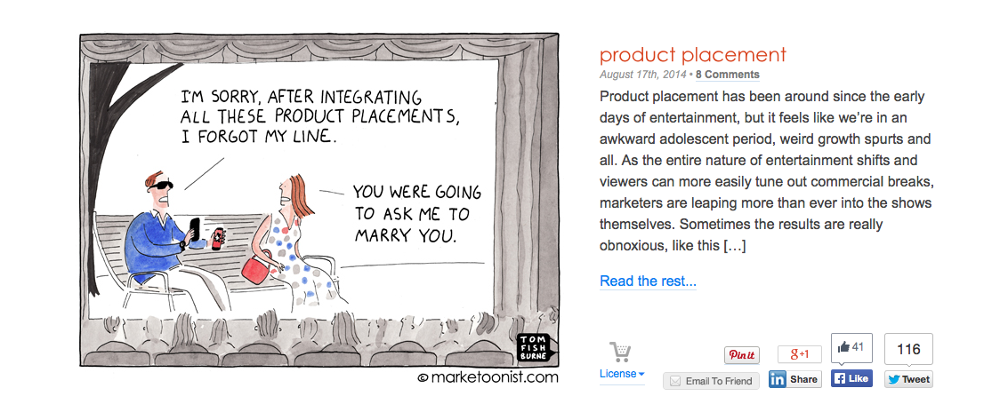 I'M SORRY, AFTER INTEGRATING
ALL THESE PRODUCT PLACEMENTS,
I FORGOT MY LINE.
YOU WERE GOING
TO ASK ME TO
MARRY YOU.
TOM
FISH
BURNE
© marketoonist.com
product placement
August 17th, 2014 • 8 Comments
Product placement has been around since the early
days of entertainment, but it feels like we’re in an
awkward adolescent period, weird growth spurts and
all. As the entire nature of entertainment shifts and
viewers can more easily tune out commercial breaks,
marketers are leaping more than ever into the shows
themselves. Sometimes the results are really
obnoxious, like this […]
Read the rest...
License
Pin it
Email To Friend
g+1
in Share
41
f Like
116
Tweet